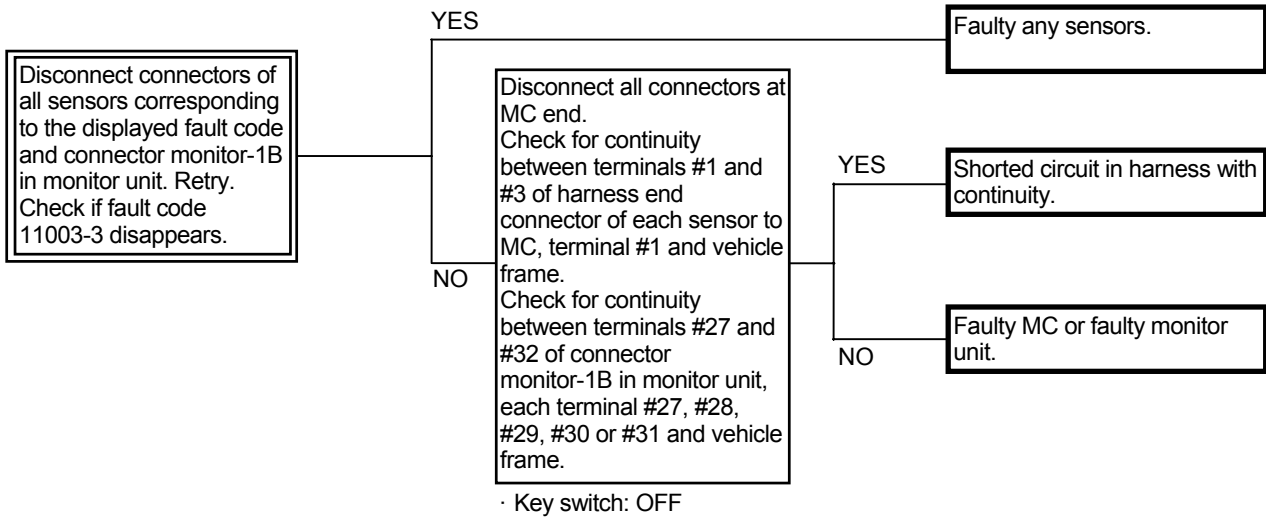 Disconnect connectors of
all sensors corresponding
to the displayed fault code
and connector monitor-1B
in monitor unit. Retry.
Check if fault code
11003-3 disappears.
YES
Faulty any sensors.
NO
Disconnect all connectors at
MC end.
Check for continuity
between terminals #1 and
#3 of harness end
connector of each sensor to
MC, terminal #1 and vehicle
frame.
Check for continuity
between terminals #27 and
#32 of connector
monitor-1B in monitor unit,
each terminal #27, #28,
#29, #30 or #31 and vehicle
frame.
· Key switch: OFF
YES
Shorted circuit in harness with
continuity.
NO
Faulty MC or faulty monitor
unit.